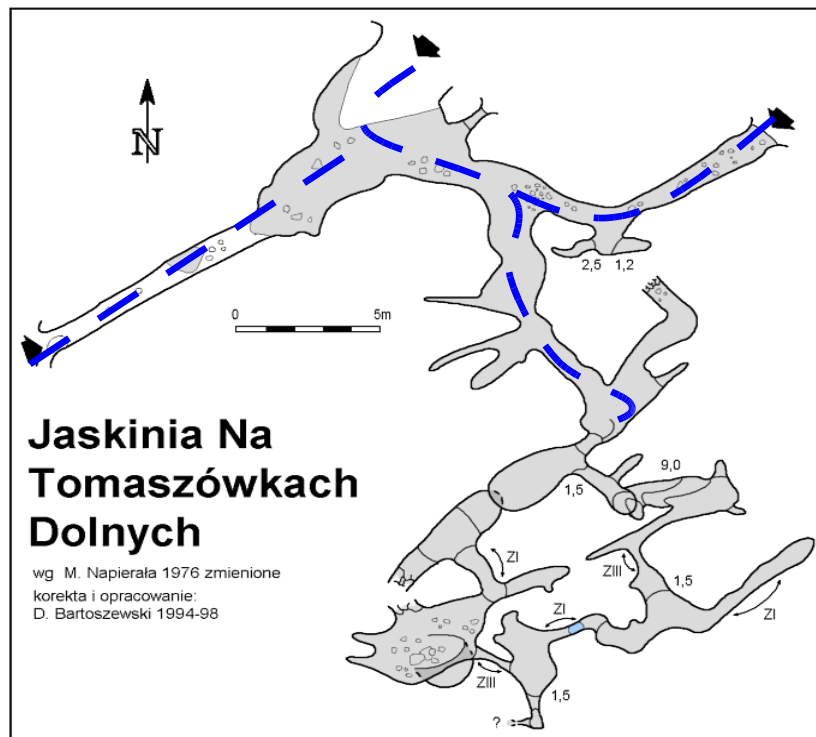 N
2,5 1,2
0 5m
Jaskinia Na
Tomaszówkach
Dolnych
wg M. Napierała 1976 zmienione
korekta i opracowanie:
D. Bartoszewski 1994-98
9,0
1,5
ZI
ZIII
1,5
ZI
ZI
ZIII
1,5
?